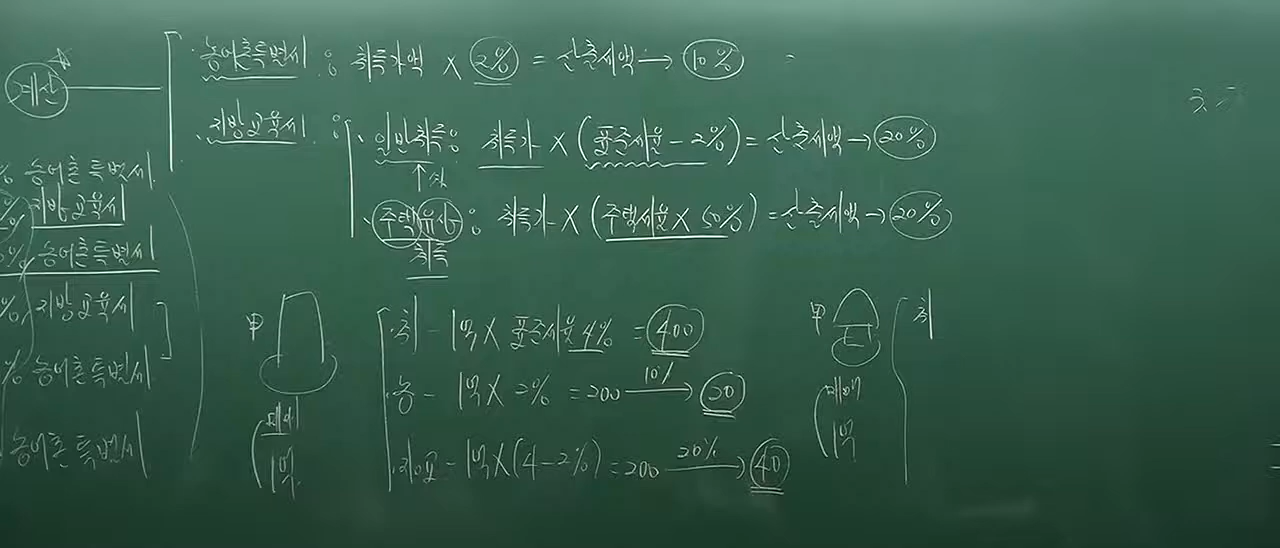 계산
농어촌특별세 : 취득가액 × 2% = 산출세액 → 10%
지방교육세 : 일반취득 : 취득가 × (표준세율 - 2%) = 산출세액 → 20%
주택유상취득 : 취득가 × (주택세율 × 50%) = 산출세액 → 20%
% 농어촌특별세
% 지방교육세
% 농어촌특별세
% 지방교육세
% 농어촌특별세
농어촌특별세
甲
매매
1억
취 - 1억 × 표준세율 4% = 400
농 - 1억 × 2% = 200 10% → 20
지교 - 1억 × (4 - 2%) = 200 20% → 40
甲
매매
1억
취